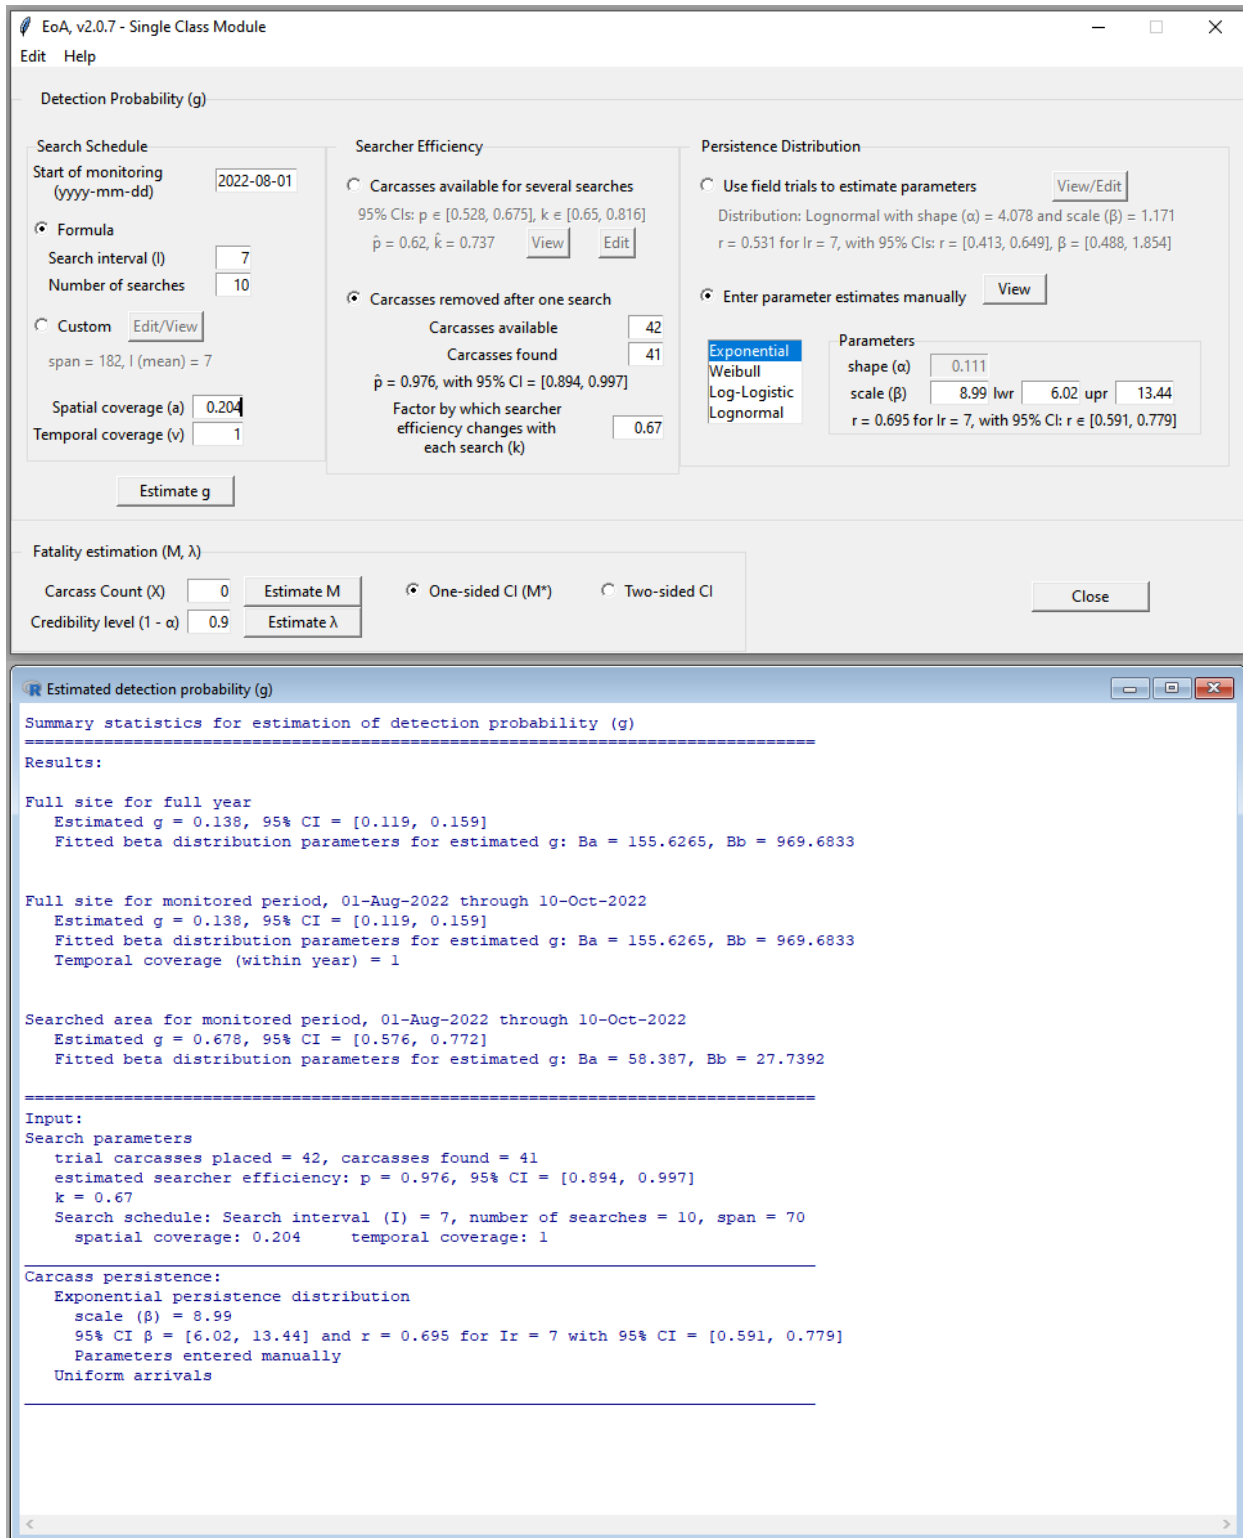 EoA, v2.0.7 - Single Class Module
Edit Help
Detection Probability (g)
Search Schedule
Start of monitoring
(yyyy-mm-dd)
2022-08-01
Formula
Search interval (I) 7
Number of searches 10
Custom Edit/View
span = 182, I (mean) = 7
Spatial coverage (a) 0.204
Temporal coverage (v) 1
Estimate g
Searcher Efficiency
Carcasses available for several searches
95% CIs: p ∈ [0.528, 0.675], k ∈ [0.65, 0.816]
p̂ = 0.62, k̂ = 0.737 View Edit
Carcasses removed after one search
Carcasses available 42
Carcasses found 41
p̂ = 0.976, with 95% CI = [0.894, 0.997]
Factor by which searcher
efficiency changes with
each search (k)
0.67
Persistence Distribution
Use field trials to estimate parameters View/Edit
Distribution: Lognormal with shape (α) = 4.078 and scale (β) = 1.171
r = 0.531 for Ir = 7, with 95% CIs: r = [0.413, 0.649], β = [0.488, 1.854]
Enter parameter estimates manually View
Exponential
Weibull
Log-Logistic
Lognormal
Parameters
shape (α) 0.111
scale (β) 8.99 lwr 6.02 upr 13.44
r = 0.695 for Ir = 7, with 95% CI: r ∈ [0.591, 0.779]
Fatality estimation (M, λ)
Carcass Count (X) 0 Estimate M One-sided CI (M*) Two-sided CI
Credibility level (1 - α) 0.9 Estimate λ
Close
Estimated detection probability (g)
Summary statistics for estimation of detection probability (g)
================================================================================
Results:
Full site for full year
Estimated g = 0.138, 95% CI = [0.119, 0.159]
Fitted beta distribution parameters for estimated g: Ba = 155.6265, Bb = 969.6833
Full site for monitored period, 01-Aug-2022 through 10-Oct-2022
Estimated g = 0.138, 95% CI = [0.119, 0.159]
Fitted beta distribution parameters for estimated g: Ba = 155.6265, Bb = 969.6833
Temporal coverage (within year) = 1
Searched area for monitored period, 01-Aug-2022 through 10-Oct-2022
Estimated g = 0.678, 95% CI = [0.576, 0.772]
Fitted beta distribution parameters for estimated g: Ba = 58.387, Bb = 27.7392
================================================================================
Input:
Search parameters
trial carcasses placed = 42, carcasses found = 41
estimated searcher efficiency: p = 0.976, 95% CI = [0.894, 0.997]
k = 0.67
Search schedule: Search interval (I) = 7, number of searches = 10, span = 70
spatial coverage: 0.204 temporal coverage: 1
Carcass persistence:
Exponential persistence distribution
scale (β) = 8.99
95% CI β = [6.02, 13.44] and r = 0.695 for Ir = 7 with 95% CI = [0.591, 0.779]
Parameters entered manually
Uniform arrivals